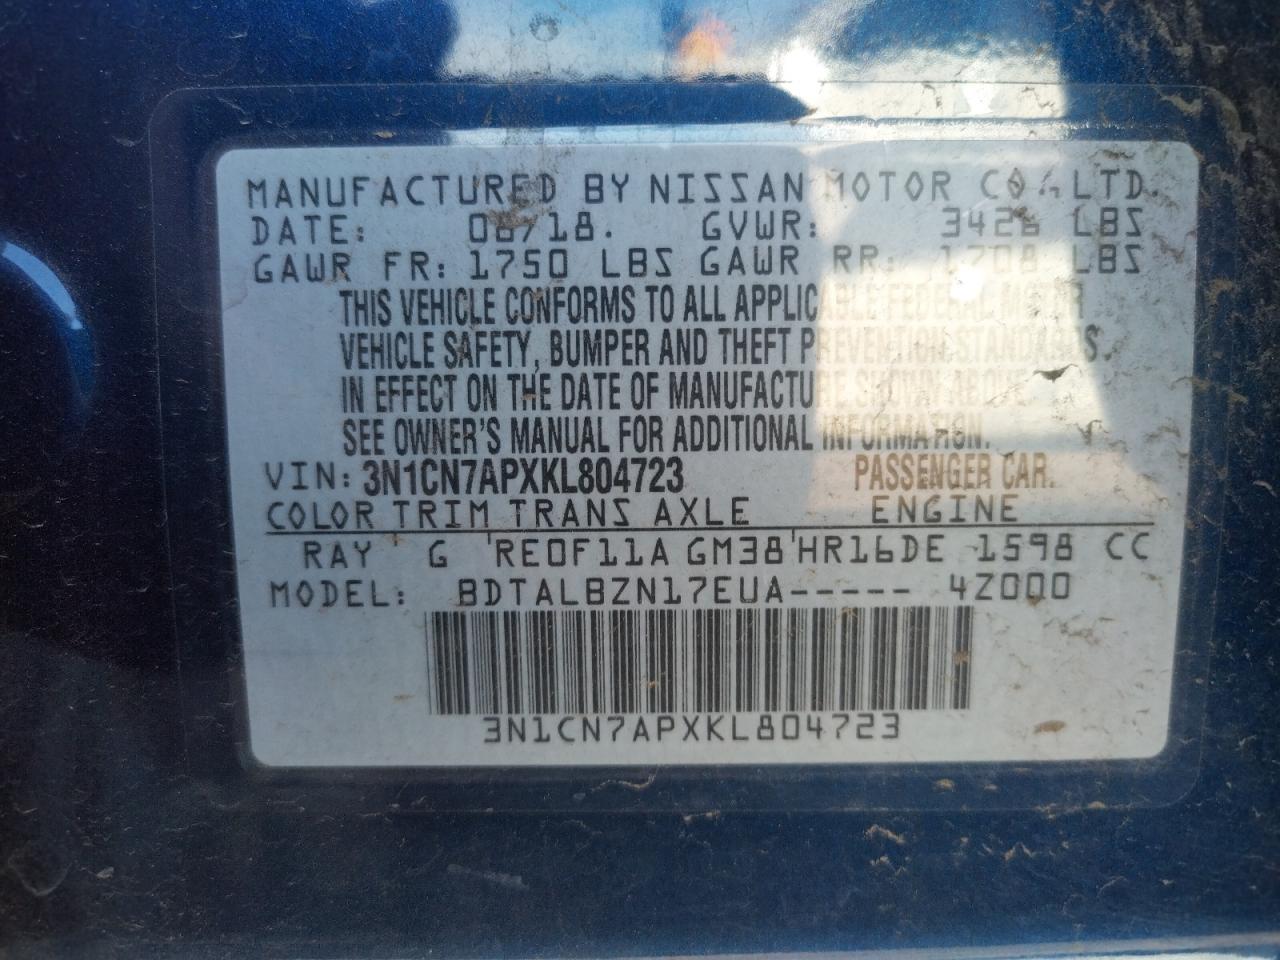 MANUFACTURED BY NISSAN MOTOR CO., LTD.
DATE: 08/18. GVWR: 3426 LBS
GAWR FR: 1750 LBS GAWR RR: 1708 LBS
THIS VEHICLE CONFORMS TO ALL APPLICABLE FEDERAL MOTOR
VEHICLE SAFETY, BUMPER AND THEFT PREVENTION STANDARDS
IN EFFECT ON THE DATE OF MANUFACTURE SHOWN ABOVE
SEE OWNER'S MANUAL FOR ADDITIONAL INFORMATION.
VIN: 3N1CN7APXKL804723 PASSENGER CAR.
COLOR TRIM TRANS AXLE ENGINE
RAY G RE0F11A GM38 HR16DE 1598 CC
MODEL: BDTALBZN17EUA----- 4Z000
3N1CN7APXKL804723